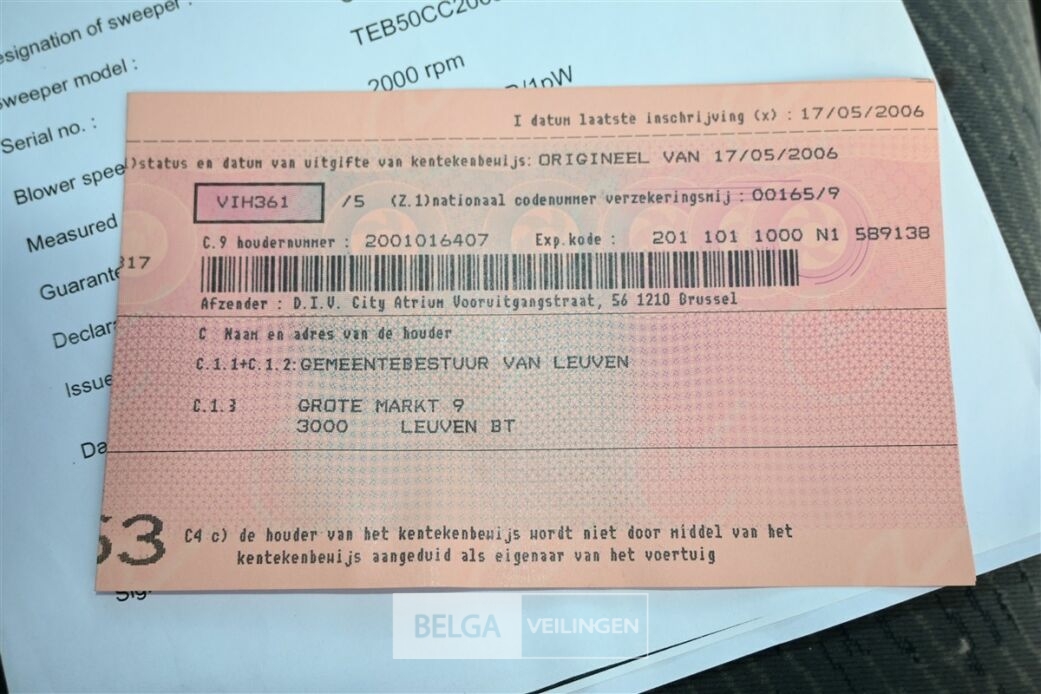 esignation of sweeper :
sweeper model :
Serial no. :
2000 rpm
Blower spee
Measured
Guarante
Declar
Issue
Da
I datum laatste inschrijving (x) : 17/05/2006
)status en datum van uitgifte van kentekenbewijs: ORIGINEEL VAN 17/05/2006
VIH361 /5 (Z.1)nationaal codenummer verzekeringsmij : 00165/9
C.9 houdernummer : 2001016407 Exp.kode : 201 101 1000 N1 589138
317
Afzender : D.I.V. City Atrium Vooruitgangstraat, 56 1210 Brussel
C Naam en adres van de houder
C.1.1+C.1.2: GEMEENTEBESTUUR VAN LEUVEN
C.1.3 GROTE MARKT 9
3000 LEUVEN BT
53
C4 c) de houder van het kentekenbewijs wordt niet door middel van het
kentekenbewijs aangeduid als eigenaar van het voertuig
BELGA VEILINGEN